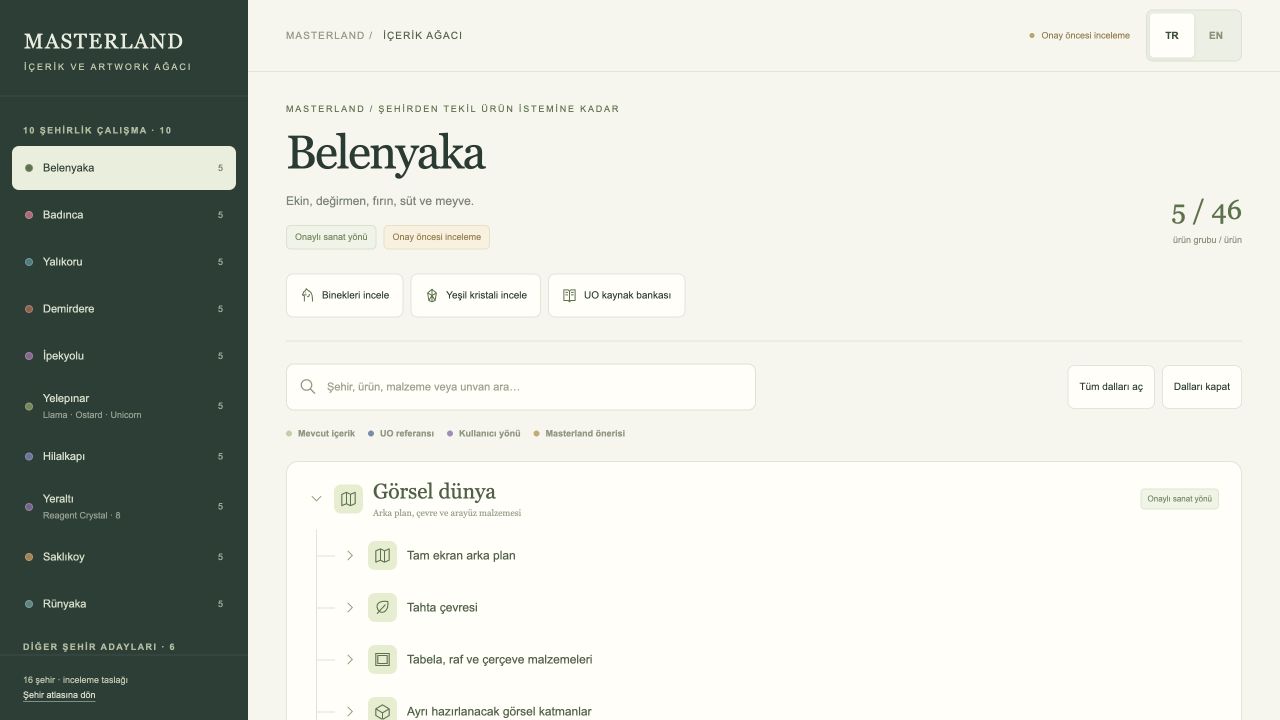 MASTERLAND
İÇERİK VE ARTWORK AĞACI
10 ŞEHİRLİK ÇALIŞMA · 10
Belenyaka 5
Badınca 5
Yalıkoru 5
Demirdere 5
İpekyolu 5
Yelepınar 5
Llama · Ostard · Unicorn
Hilalkapı 5
Yeraltı 5
Reagent Crystal · 8
Saklıkoy 5
Rünyaka 5
DİĞER ŞEHİR ADAYLARI · 6
16 şehir · inceleme taslağı
Şehir atlasına dön
MASTERLAND / İÇERİK AĞACI
Onay öncesi inceleme
TR EN
MASTERLAND / ŞEHİRDEN TEKİL ÜRÜN İSTEMİNE KADAR
Belenyaka
Ekin, değirmen, fırın, süt ve meyve.
Onaylı sanat yönü Onay öncesi inceleme
5 / 46
ürün grubu / ürün
Binekleri incele Yeşil kristali incele UO kaynak bankası
Şehir, ürün, malzeme veya unvan ara…
Tüm dalları aç Dalları kapat
Mevcut içerik UO referansı Kullanıcı yönü Masterland önerisi
Görsel dünya
Arka plan, çevre ve arayüz malzemesi
Onaylı sanat yönü
Tam ekran arka plan
Tahta çevresi
Tabela, raf ve çerçeve malzemeleri
Ayrı hazırlanacak görsel katmanlar